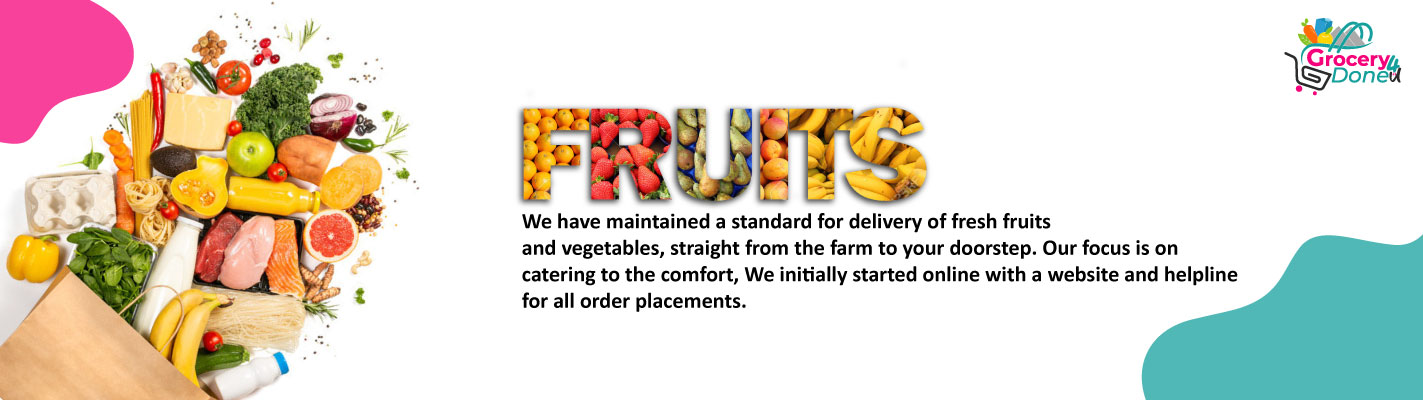 Grocery 4
Done u
FRUITS
We have maintained a standard for delivery of fresh fruits
and vegetables, straight from the farm to your doorstep. Our focus is on
catering to the comfort, We initially started online with a website and helpline
for all order placements.